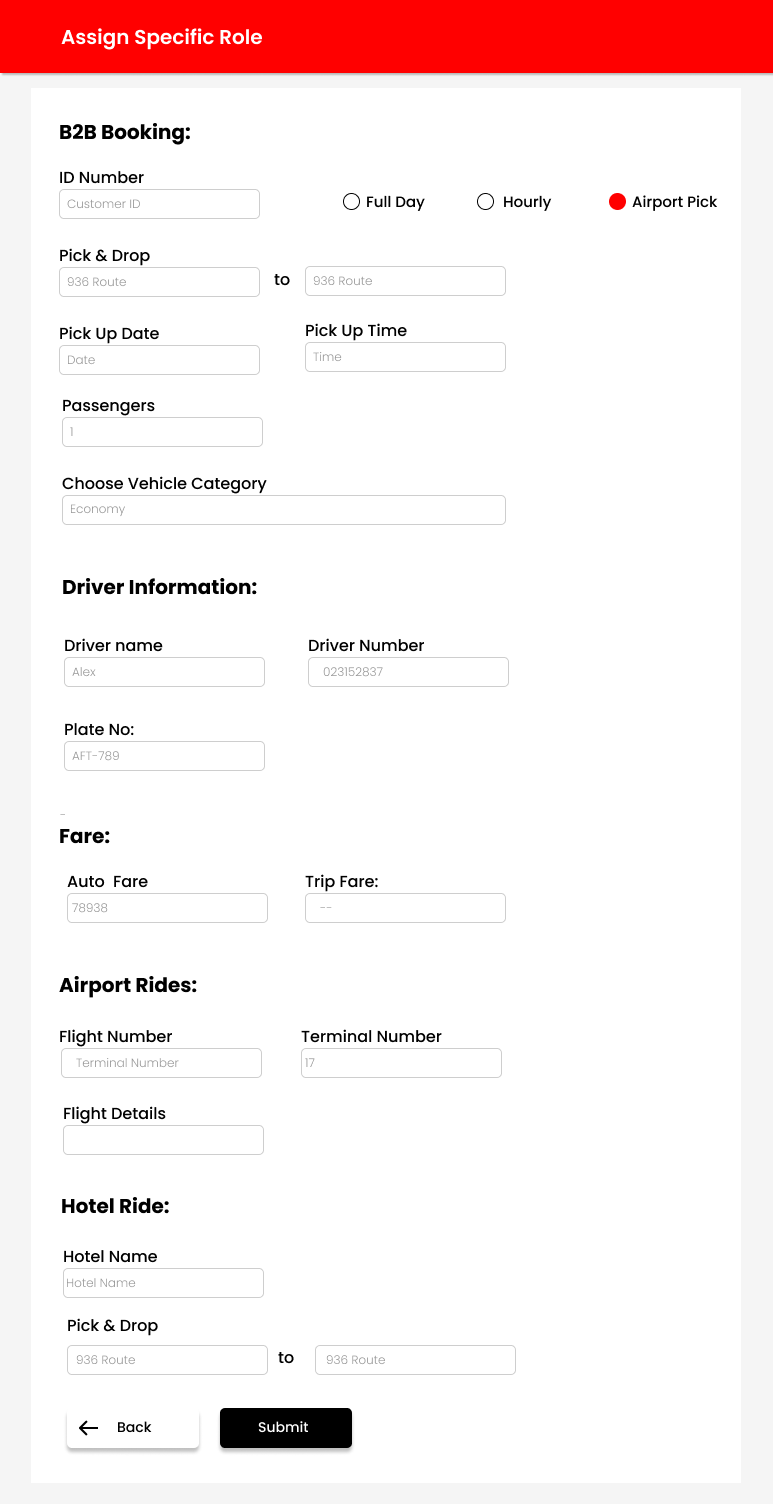 Assign Specific Role
B2B Booking:
ID Number
Customer ID
Full Day
Hourly
Airport Pick
Pick & Drop
936 Route
to
936 Route
Pick Up Date
Date
Pick Up Time
Time
Passengers
1
Choose Vehicle Category
Economy
Driver Information:
Driver name
Alex
Driver Number
023152837
Plate No:
AFT-789
-
Fare:
Auto Fare
78938
Trip Fare:
--
Airport Rides:
Flight Number
Terminal Number
Terminal Number
17
Flight Details
Hotel Ride:
Hotel Name
Hotel Name
Pick & Drop
936 Route
to
936 Route
Back
Submit